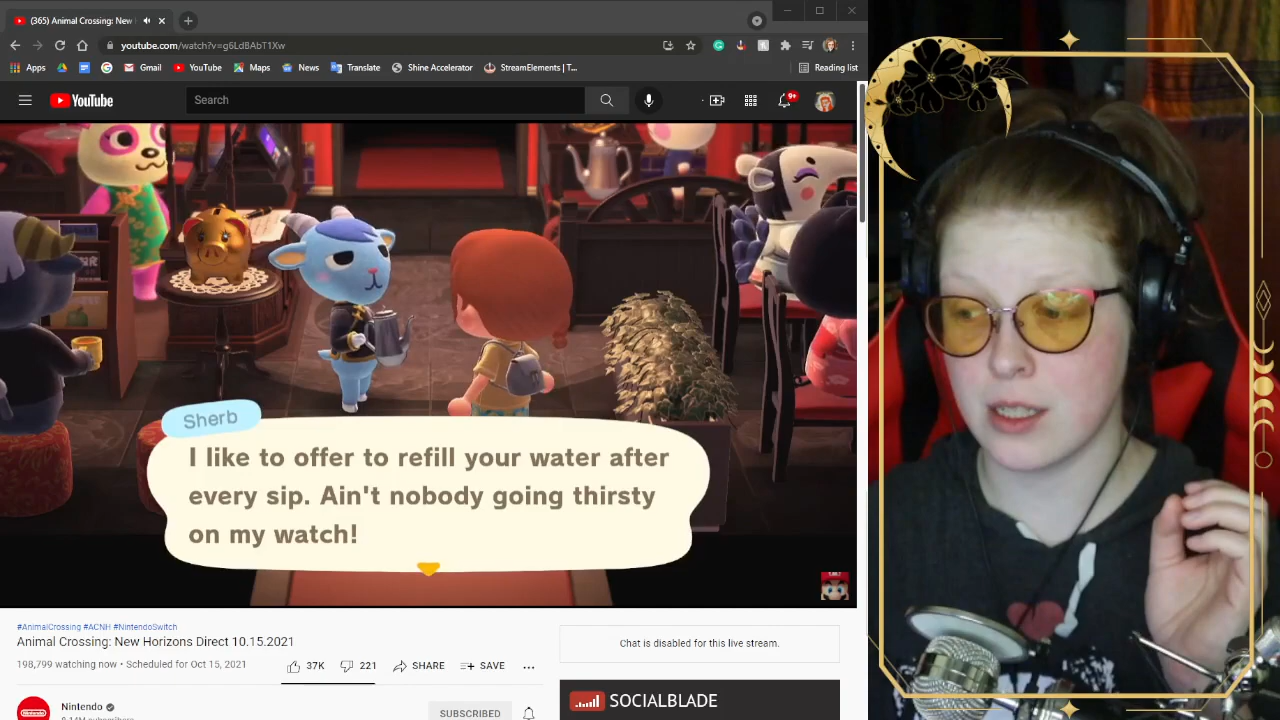 (365) Animal Crossing: New
youtube.com/watch?v=g6LdBAbT1Xw
Apps
Gmail
YouTube
Maps
News
Translate
Shine Accelerator
StreamElements | T...
Reading list
YouTube
Search
9+
Sherb
I like to offer to refill your water after
every sip. Ain't nobody going thirsty
on my watch!
#AnimalCrossing #ACNH #NintendoSwitch
Animal Crossing: New Horizons Direct 10.15.2021
198,799 watching now • Scheduled for Oct 15, 2021
37K
221
SHARE
SAVE
Chat is disabled for this live stream.
Nintendo
SUBSCRIBED
SOCIALBLADE